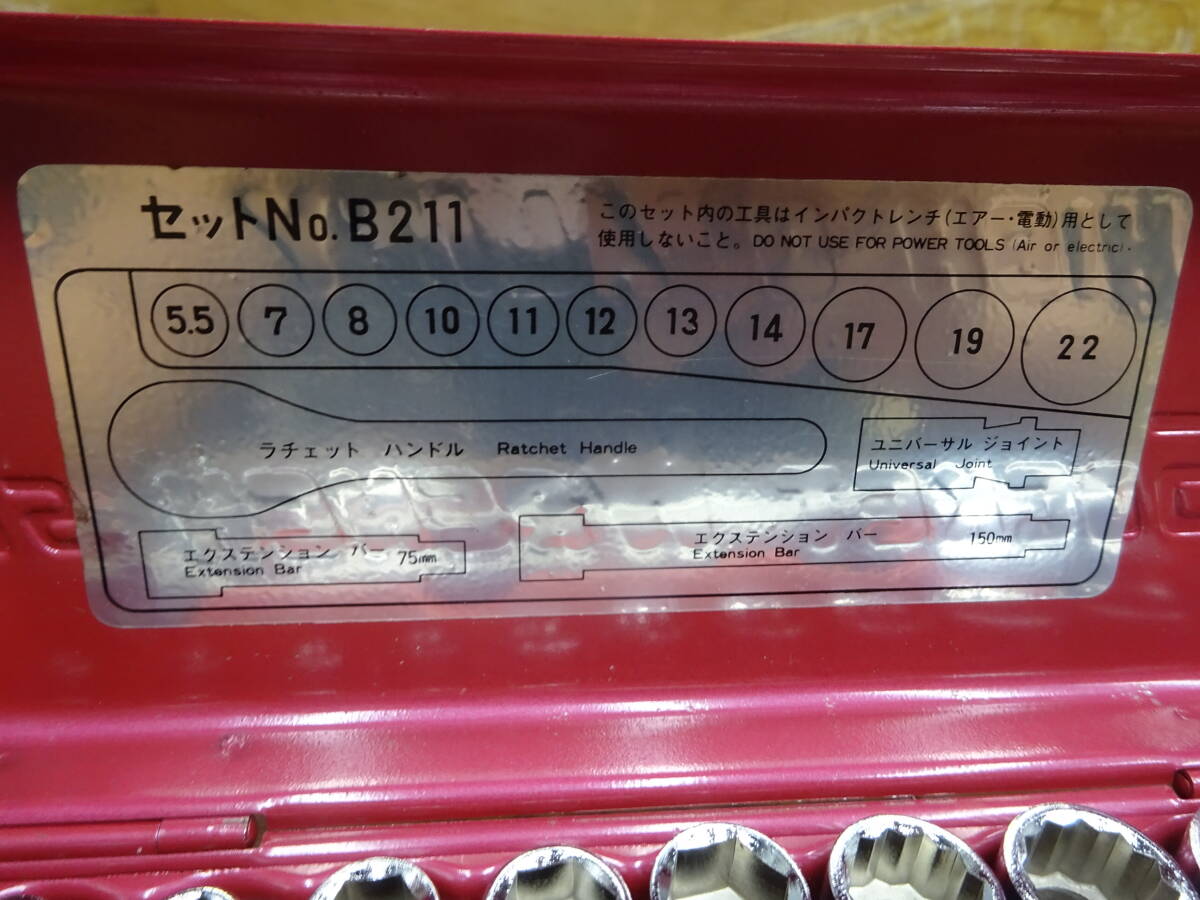 セットNo. B211
このセット内の工具はインパクトレンチ(エアー・電動)用として
使用しないこと。DO NOT USE FOR POWER TOOLS (Air or electric).
5.5 7 8 10 11 12 13 14 17 19 22
ラチェット ハンドル Ratchet Handle
ユニバーサル ジョイント
Universal Joint
エクステンション バー 75mm
Extension Bar
エクステンション バー 150mm
Extension Bar